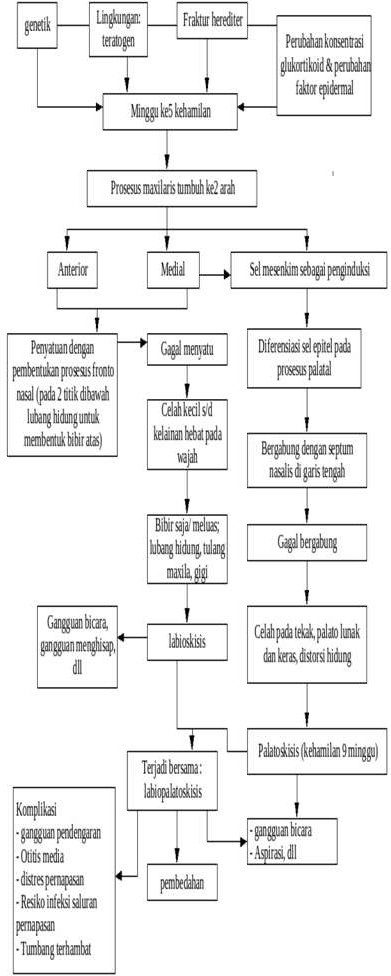 genetik
Lingkungan:
teratogen
Fraktur herediter
Perubahan konsentrasi
glukortikoid & perubahan
faktor epidermal
Minggu ke5 kehamilan
Prosesus maxilaris tumbuh ke2 arah
Anterior
Medial
Sel mesenkim sebagai penginduksi
Penyatuan dengan
pembentukan prosesus fronto
nasal (pada 2 titik dibawah
lubang hidung untuk
membentuk bibir atas)
Gagal menyatu
Diferensiasi sel epitel pada
prosesus palatal
Celah kecil s/d
kelainan hebat pada
wajah
Bergabung dengan septum
nasalis di garis tengah
Bibir saja/ meluas;
lubang hidung, tulang
maxila, gigi
Gagal bergabung
Gangguan bicara,
gangguan menghisap,
dll
labioskisis
Celah pada tekak, palato lunak
dan keras, distorsi hidung
Terjadi bersama :
labiopalatoskisis
Palatoskisis (kehamilan 9 minggu)
Komplikasi
- gangguan pendengaran
- Otitis media
- distres pernapasan
- Resiko infeksi saluran
pernapasan
- Tumbang terhambat
pembedahan
- gangguan bicara
- Aspirasi, dll